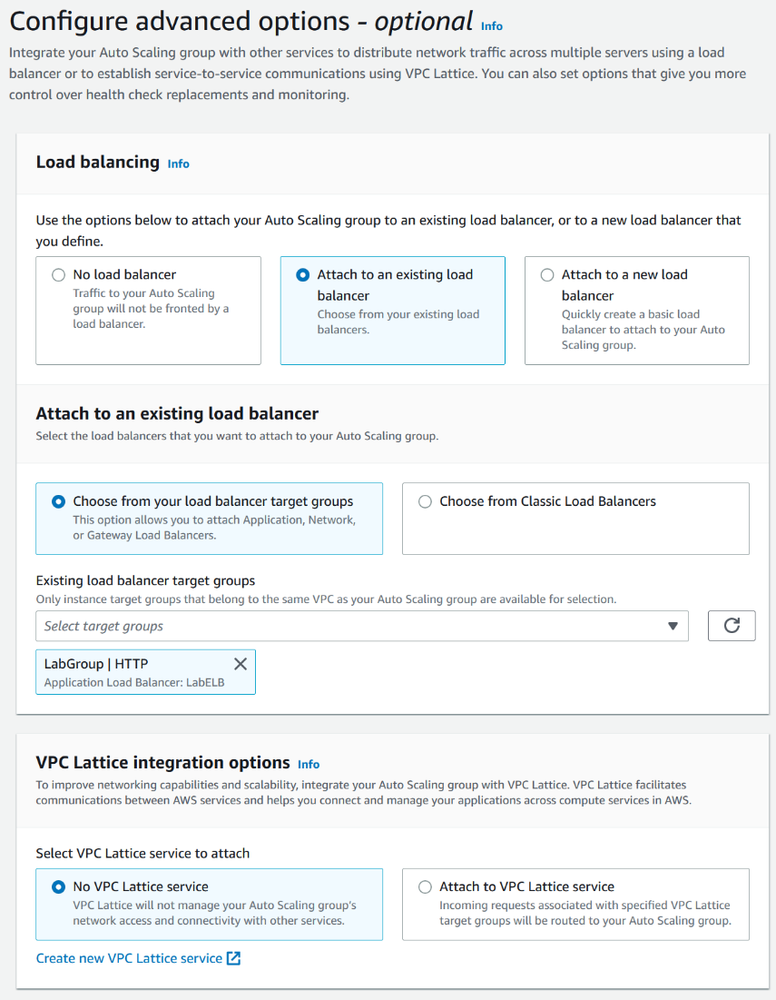 Configure advanced options - optional Info
Integrate your Auto Scaling group with other services to distribute network traffic across multiple servers using a load
balancer or to establish service-to-service communications using VPC Lattice. You can also set options that give you more
control over health check replacements and monitoring.
Load balancing Info
Use the options below to attach your Auto Scaling group to an existing load balancer, or to a new load balancer that
you define.
No load balancer
Traffic to your Auto Scaling
group will not be fronted by a
load balancer.
Attach to an existing load
balancer
Choose from your existing load
balancers.
Attach to a new load
balancer
Quickly create a basic load
balancer to attach to your Auto
Scaling group.
Attach to an existing load balancer
Select the load balancers that you want to attach to your Auto Scaling group.
Choose from your load balancer target groups
This option allows you to attach Application, Network,
or Gateway Load Balancers.
Choose from Classic Load Balancers
Existing load balancer target groups
Only instance target groups that belong to the same VPC as your Auto Scaling group are available for selection.
Select target groups
LabGroup | HTTP
Application Load Balancer: LabELB
VPC Lattice integration options Info
To improve networking capabilities and scalability, integrate your Auto Scaling group with VPC Lattice. VPC Lattice facilitates
communications between AWS services and helps you connect and manage your applications across compute services in AWS.
Select VPC Lattice service to attach
No VPC Lattice service
VPC Lattice will not manage your Auto Scaling group's
network access and connectivity with other services.
Attach to VPC Lattice service
Incoming requests associated with specified VPC Lattice
target groups will be routed to your Auto Scaling group.
Create new VPC Lattice service